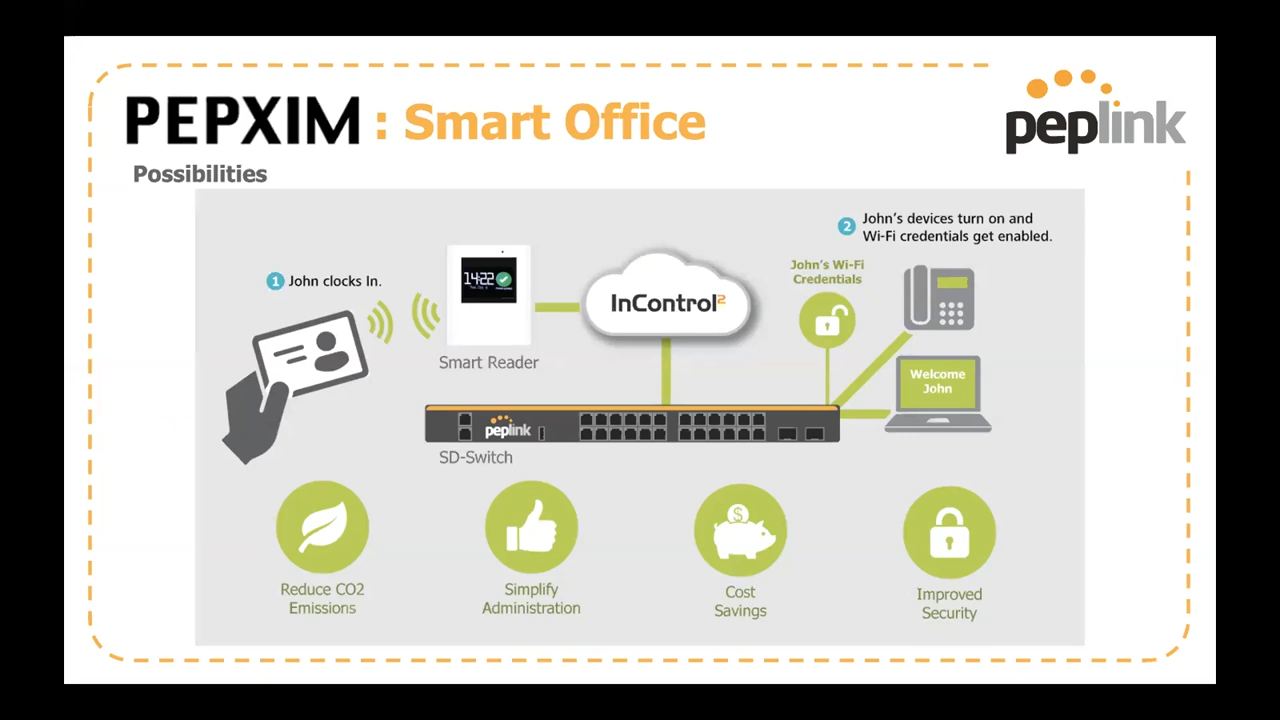 PEPXIM : Smart Office
peplink
Possibilities
2 John's devices turn on and
Wi-Fi credentials get enabled.
John's Wi-Fi
Credentials
1 John clocks In.
14:22
InControl2
Smart Reader
Welcome
John
peplink
SD-Switch
$
Reduce CO2
Emissions
Simplify
Administration
Cost
Savings
Improved
Security